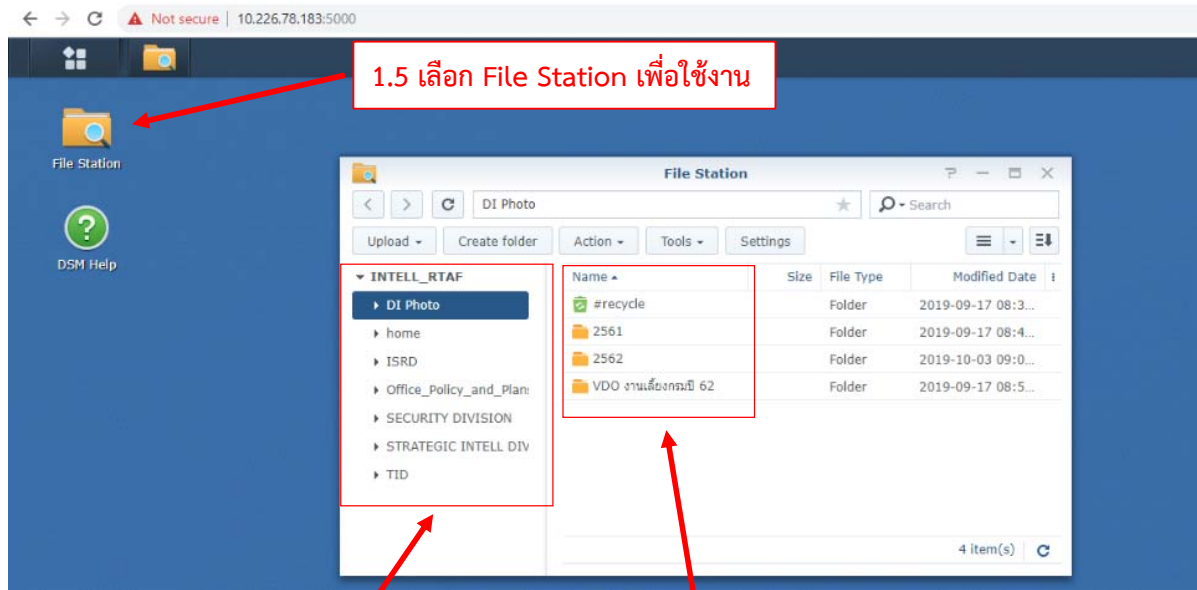 Not secure | 10.226.78.183:5000
1.5 เลือก File Station เพื่อใช้งาน
File Station
DSM Help
File Station
DI Photo
Search
Upload Create folder Action Tools Settings
INTELL_RTAF
DI Photo
home
ISRD
Office_Policy_and_Plan
SECURITY DIVISION
STRATEGIC INTELL DIV
TID
Name Size File Type Modified Date
#recycle Folder 2019-09-17 08:3...
2561 Folder 2019-09-17 08:4...
2562 Folder 2019-10-03 09:0...
VDO งานเลี้ยงกรมปี 62 Folder 2019-09-17 08:5...
4 item(s)